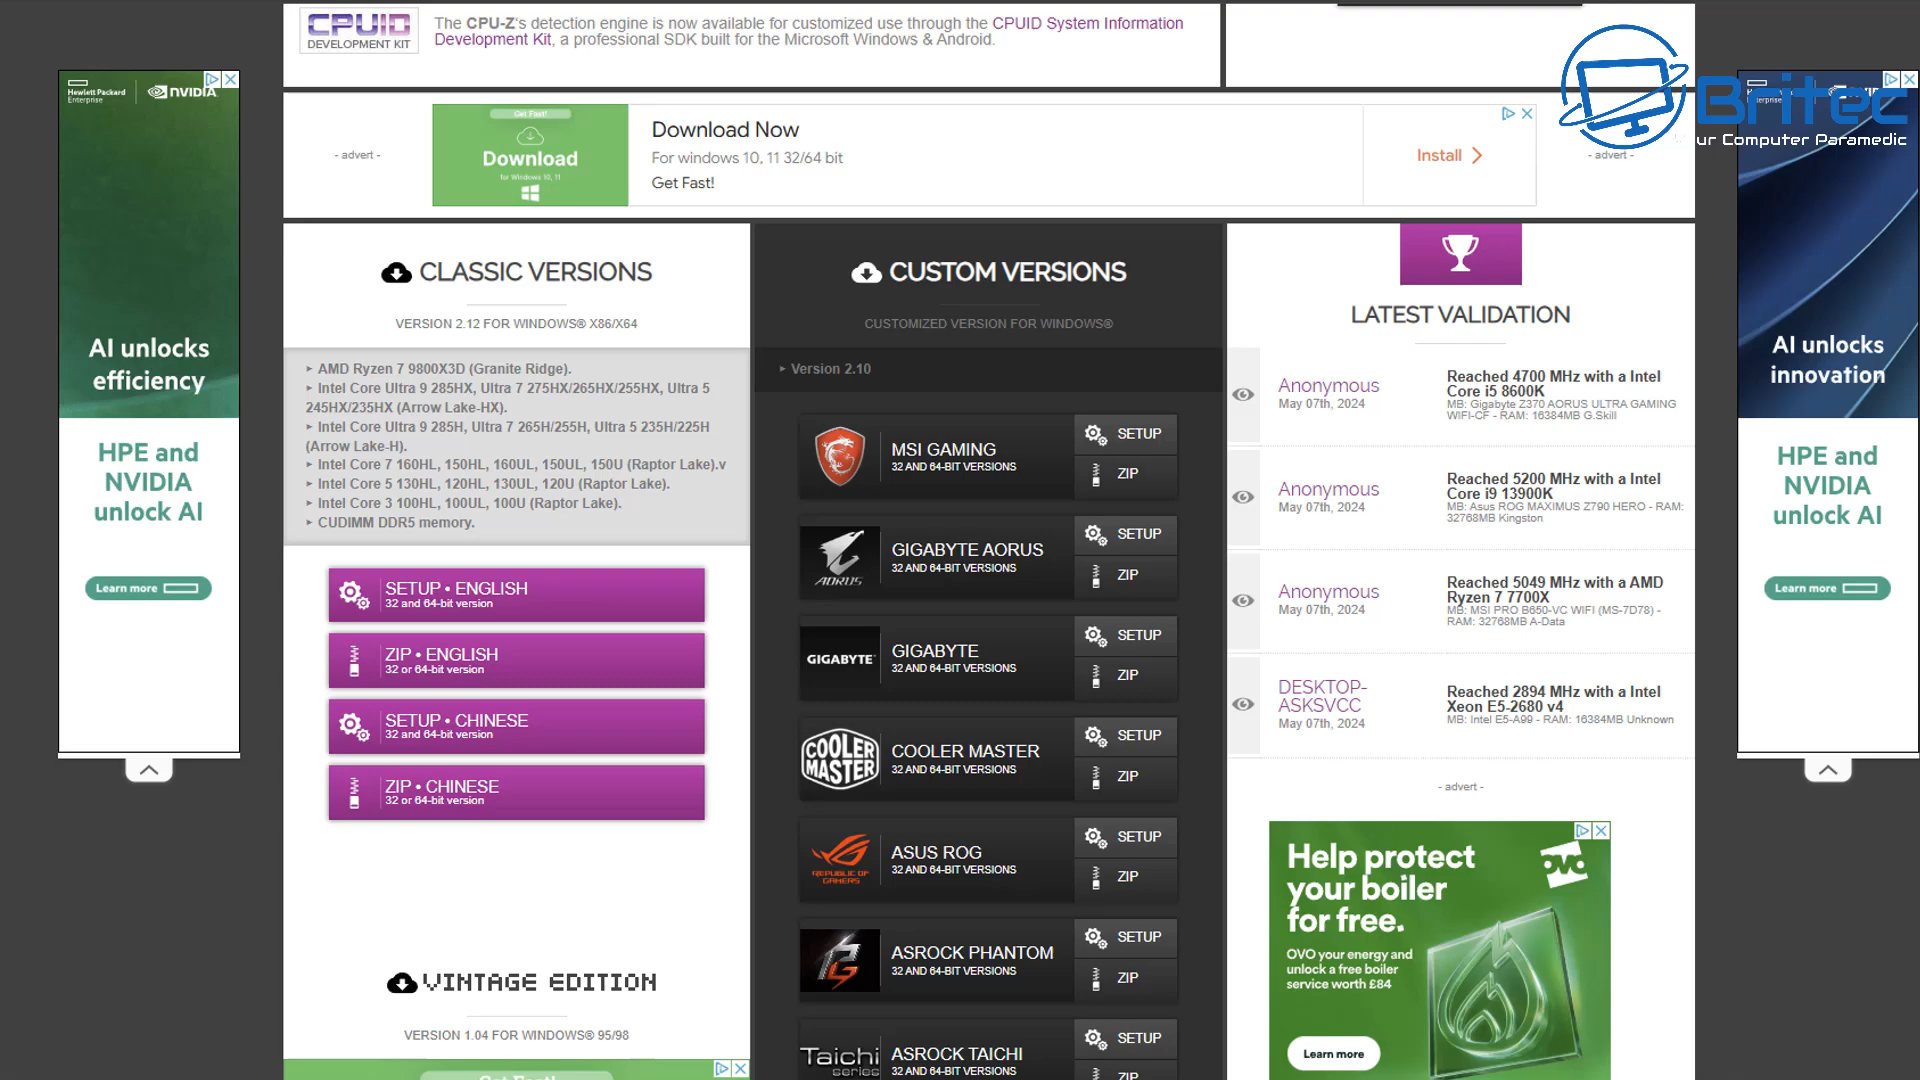 CPUID
DEVELOPMENT KIT
The CPU-Z's detection engine is now available for customized use through the CPUID System Information
Development Kit, a professional SDK built for the Microsoft Windows & Android.
Britec
ur Computer Paramedic
Hewlett Packard
Enterprise
NVIDIA
AI unlocks
efficiency
HPE and
NVIDIA
unlock AI
Learn more
- advert -
Get Fast!
Download
for Windows 10, 11
Download Now
For windows 10, 11 32/64 bit
Get Fast!
Install
- advert -
CLASSIC VERSIONS
VERSION 2.12 FOR WINDOWS® X86/X64
AMD Ryzen 7 9800X3D (Granite Ridge).
Intel Core Ultra 9 285HX, Ultra 7 275HX/265HX/255HX, Ultra 5
245HX/235HX (Arrow Lake-HX).
Intel Core Ultra 9 285H, Ultra 7 265H/255H, Ultra 5 235H/225H
(Arrow Lake-H).
Intel Core 7 160HL, 150HL, 160UL, 150UL, 150U (Raptor Lake).v
Intel Core 5 130HL, 120HL, 130UL, 120U (Raptor Lake).
Intel Core 3 100HL, 100UL, 100U (Raptor Lake).
CUDIMM DDR5 memory.
SETUP • ENGLISH
32 and 64-bit version
ZIP • ENGLISH
32 or 64-bit version
SETUP • CHINESE
32 and 64-bit version
ZIP • CHINESE
32 or 64-bit version
VINTAGE EDITION
VERSION 1.04 FOR WINDOWS® 95/98
Get Fast!
CUSTOM VERSIONS
CUSTOMIZED VERSION FOR WINDOWS®
Version 2.10
MSI GAMING
32 AND 64-BIT VERSIONS
SETUP
ZIP
AORUS
GIGABYTE AORUS
32 AND 64-BIT VERSIONS
SETUP
ZIP
GIGABYTE
GIGABYTE
32 AND 64-BIT VERSIONS
SETUP
ZIP
COOLER
MASTER
COOLER MASTER
32 AND 64-BIT VERSIONS
SETUP
ZIP
REPUBLIC OF
GAMERS
ASUS ROG
32 AND 64-BIT VERSIONS
SETUP
ZIP
ASROCK PHANTOM
32 AND 64-BIT VERSIONS
SETUP
ZIP
Taichi
series
ASROCK TAICHI
32 AND 64-BIT VERSIONS
SETUP
ZIP
LATEST VALIDATION
Anonymous
May 07th, 2024
Reached 4700 MHz with a Intel
Core i5 8600K
MB: Gigabyte Z370 AORUS ULTRA GAMING
WIFI-CF - RAM: 16384MB G.Skill
Anonymous
May 07th, 2024
Reached 5200 MHz with a Intel
Core i9 13900K
MB: Asus ROG MAXIMUS Z790 HERO - RAM:
32768MB Kingston
Anonymous
May 07th, 2024
Reached 5049 MHz with a AMD
Ryzen 7 7700X
MB: MSI PRO B650-VC WIFI (MS-7D78) -
RAM: 32768MB A-Data
DESKTOP-
ASKSVCC
May 07th, 2024
Reached 2894 MHz with a Intel
Xeon E5-2680 v4
MB: Intel E5-A99 - RAM: 16384MB Unknown
- advert -
Help protect
your boiler
for free.
ovo
OVO your energy and
unlock a free boiler
service worth £84
Learn more
AI unlocks
innovation
HPE and
NVIDIA
unlock AI
Learn more